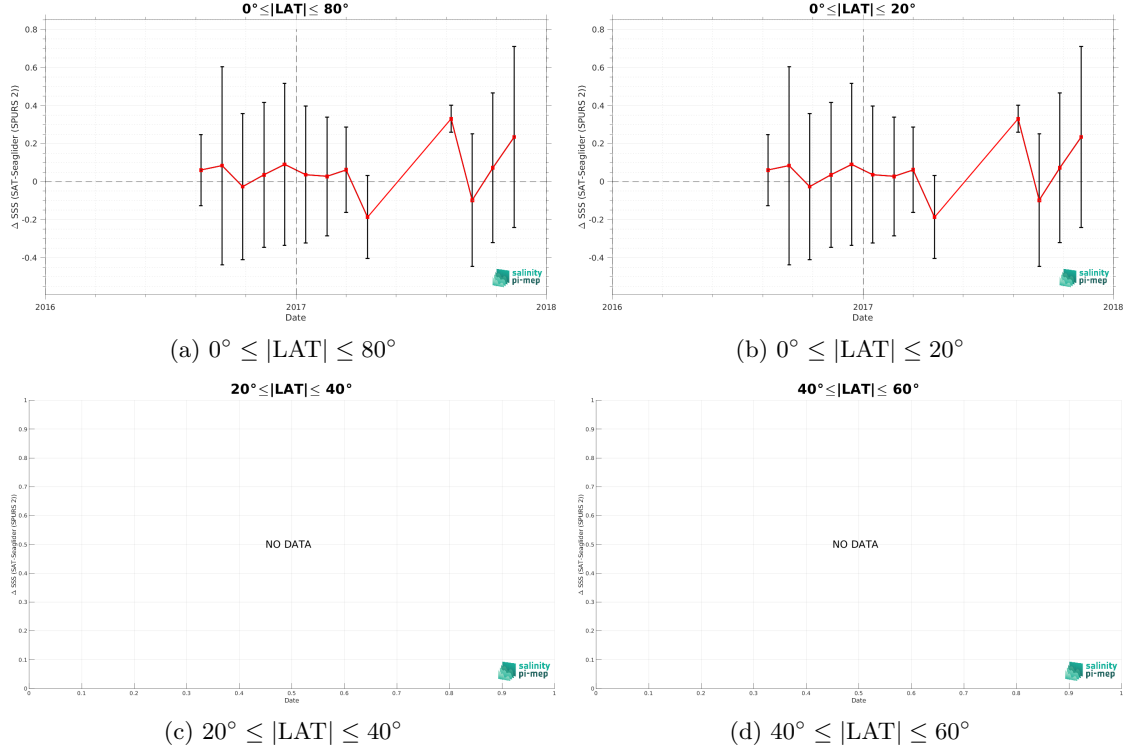 0°≤|LAT|≤ 80°
Δ SSS (SAT-Seaglider (SPURS 2))
0.8
0.6
0.4
0.2
0
-0.2
-0.4
2016
2017
2018
Date
salinity
pi-mep
(a) 0° ≤ |LAT| ≤ 80°
0°≤|LAT|≤ 20°
Δ SSS (SAT-Seaglider (SPURS 2))
0.8
0.6
0.4
0.2
0
-0.2
-0.4
2016
2017
2018
Date
salinity
pi-mep
(b) 0° ≤ |LAT| ≤ 20°
20°≤|LAT|≤ 40°
Δ SSS (SAT-Seaglider (SPURS 2))
1
0.9
0.8
0.7
0.6
0.5
0.4
0.3
0.2
0.1
0
NO DATA
0 0.1 0.2 0.3 0.4 0.5 0.6 0.7 0.8 0.9 1
Date
salinity
pi-mep
(c) 20° ≤ |LAT| ≤ 40°
40°≤|LAT|≤ 60°
Δ SSS (SAT-Seaglider (SPURS 2))
1
0.9
0.8
0.7
0.6
0.5
0.4
0.3
0.2
0.1
0
NO DATA
0 0.1 0.2 0.3 0.4 0.5 0.6 0.7 0.8 0.9 1
Date
salinity
pi-mep
(d) 40° ≤ |LAT| ≤ 60°